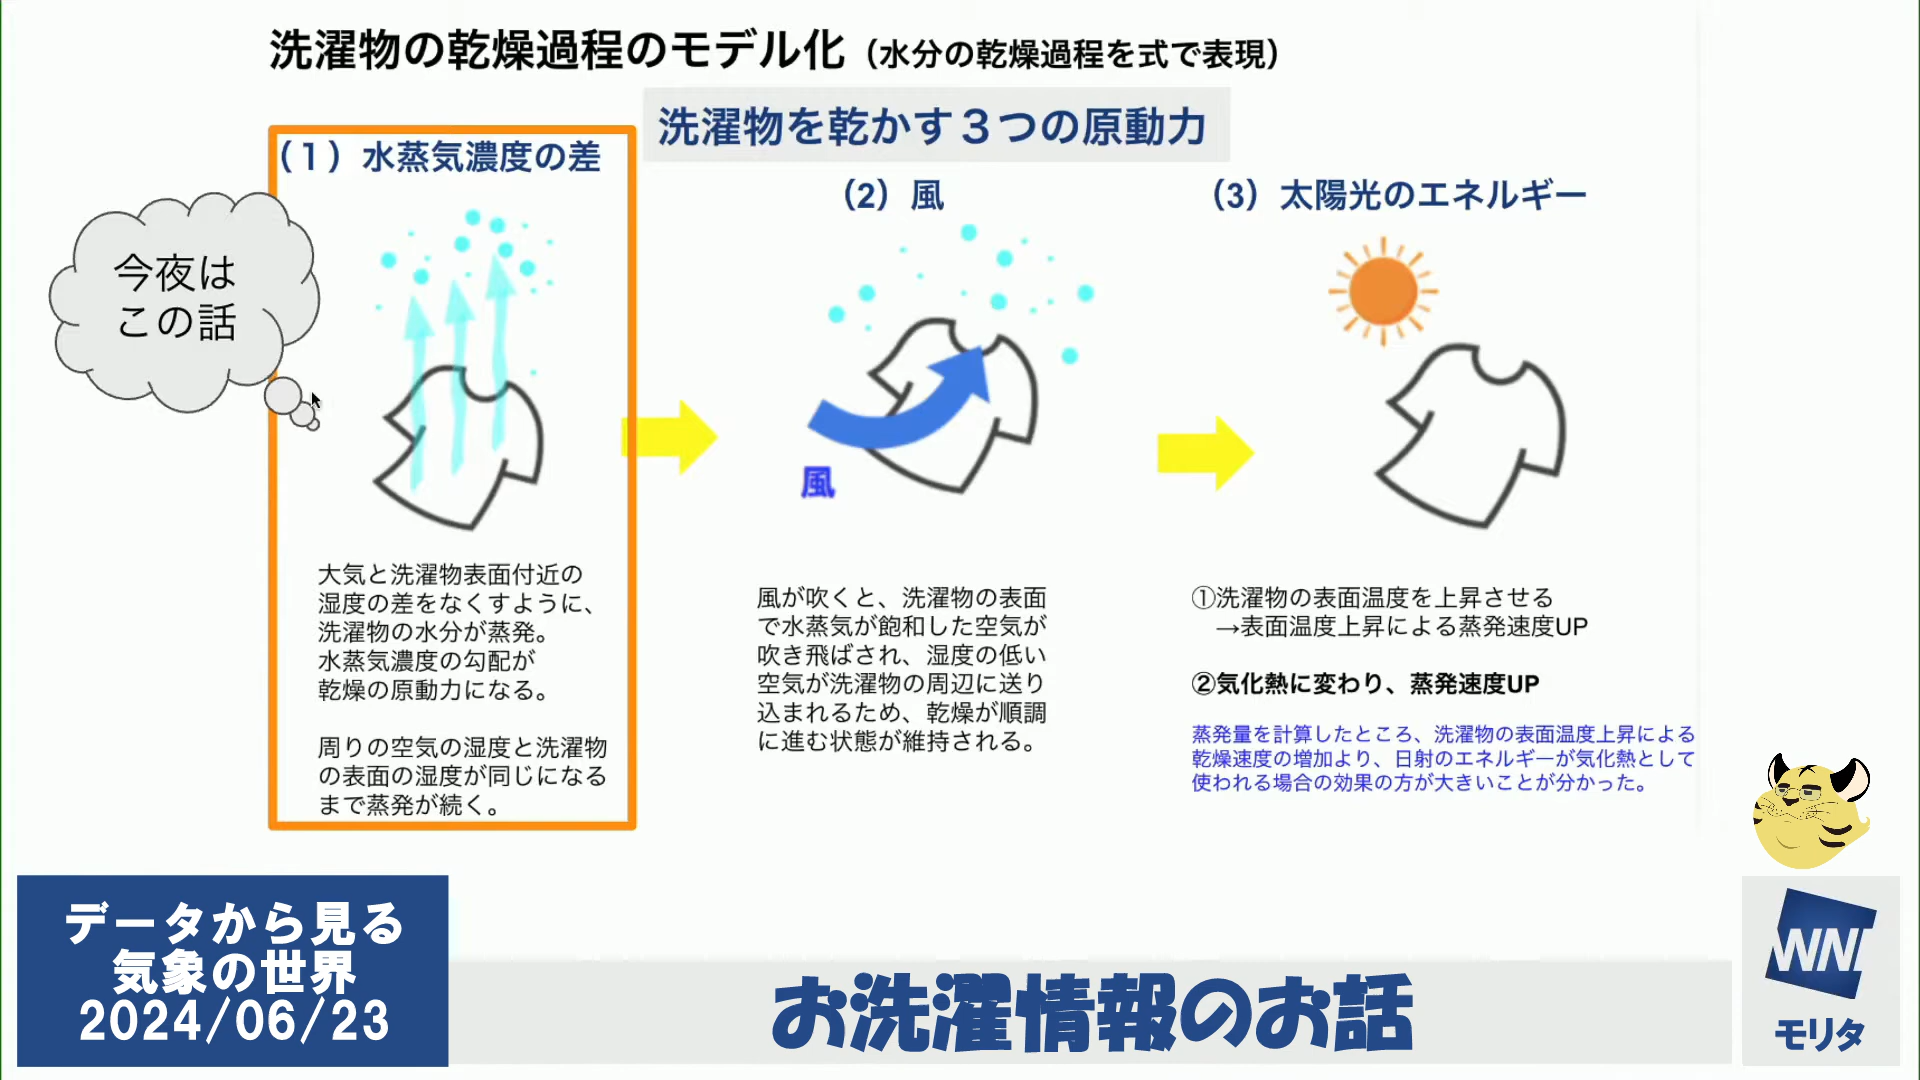 洗濯物の乾燥過程のモデル化（水分の乾燥過程を式で表現）
洗濯物を乾かす３つの原動力
（１）水蒸気濃度の差
今夜は
この話
大気と洗濯物表面付近の
湿度の差をなくすように、
洗濯物の水分が蒸発。
水蒸気濃度の勾配が
乾燥の原動力になる。
周りの空気の湿度と洗濯物
の表面の湿度が同じになる
まで蒸発が続く。
（2）風
風
風が吹くと、洗濯物の表面
で水蒸気が飽和した空気が
吹き飛ばされ、湿度の低い
空気が洗濯物の周辺に送り
込まれるため、乾燥が順調
に進む状態が維持される。
（3）太陽光のエネルギー
①洗濯物の表面温度を上昇させる
→表面温度上昇による蒸発速度UP
②気化熱に変わり、蒸発速度UP
蒸発量を計算したところ、洗濯物の表面温度上昇による
乾燥速度の増加より、日射のエネルギーが気化熱として
使われる場合の効果の方が大きいことが分かった。
データから見る
気象の世界
2024/06/23
お洗濯情報のお話
WNI
モリタ